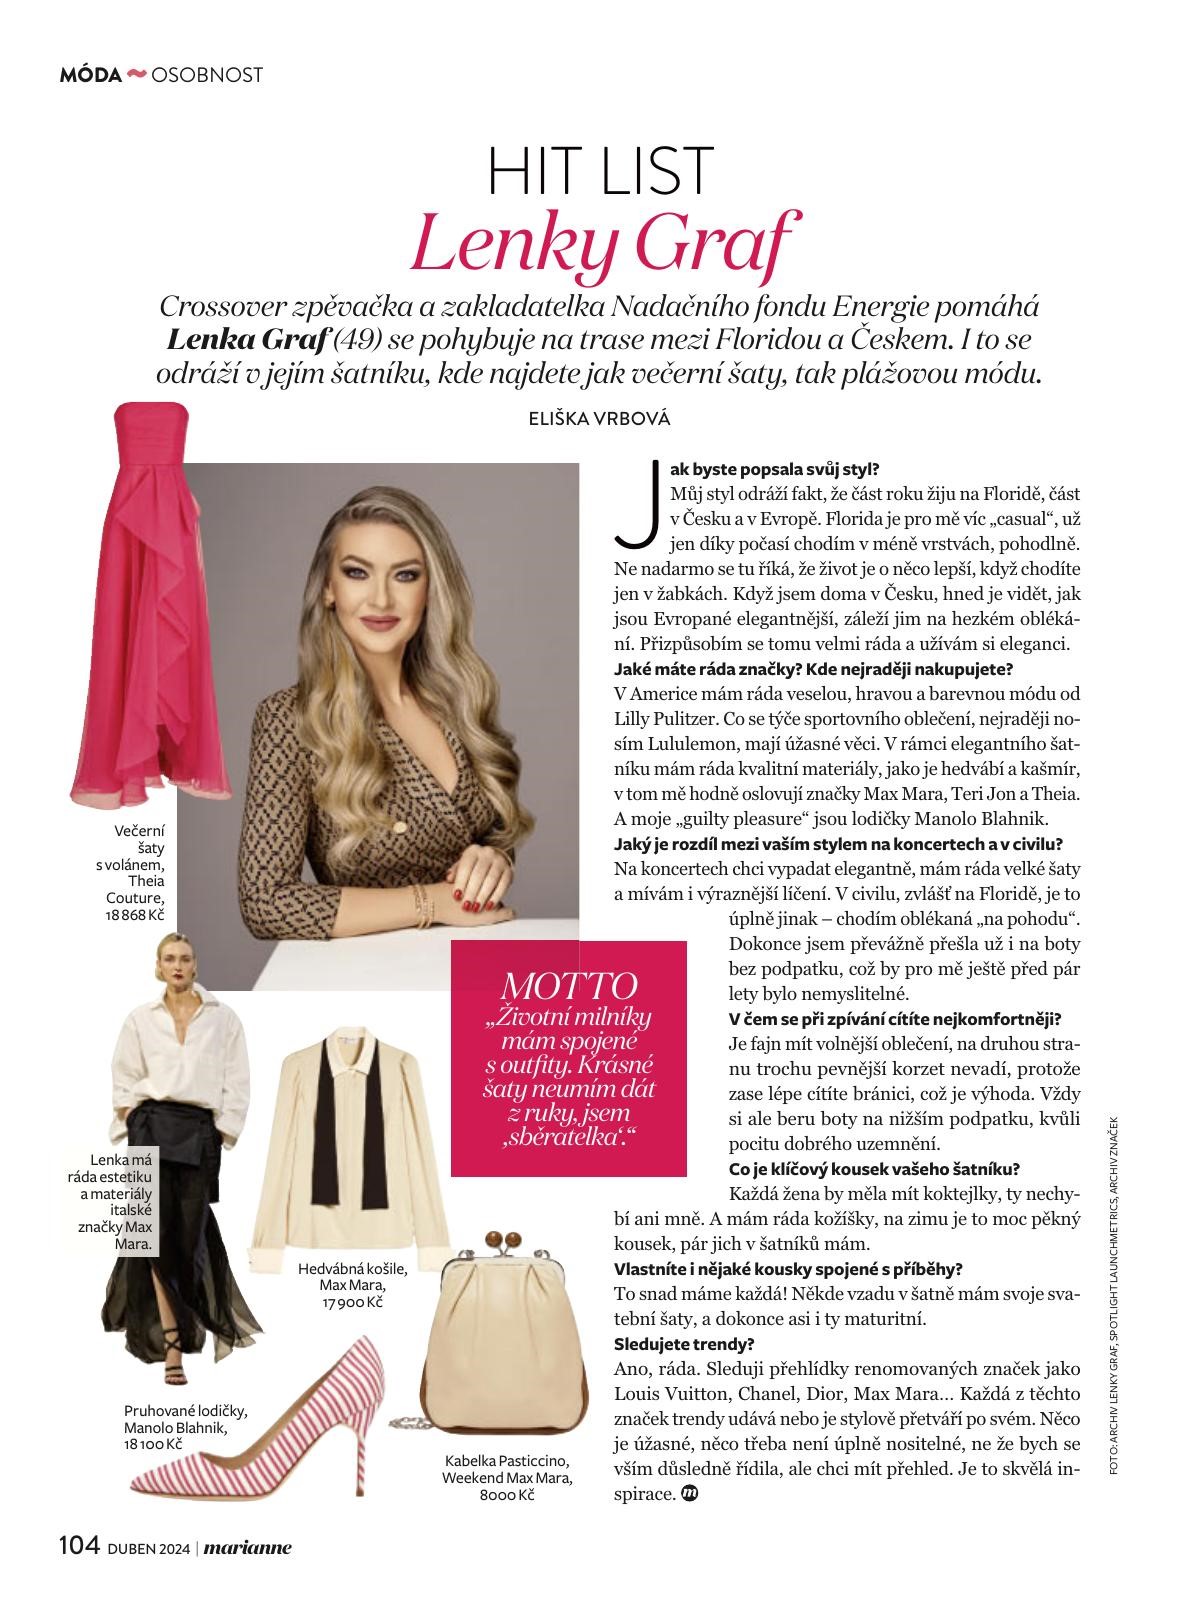 MÓDA ~ OSOBNOST
HIT LIST
Lenky Graf
Crossover zpěvačka a zakladatelka Nadačního fondu Energie pomáhá
Lenka Graf (49) se pohybuje na trase mezi Floridou a Českem. I to se
odráží v jejím šatníku, kde najdete jak večerní šaty, tak plážovou módu.
ELIŠKA VRBOVÁ
Jak byste popsala svůj styl?
Můj styl odráží fakt, že část roku žiju na Floridě, část
v Česku a v Evropě. Florida je pro mě víc „casual“, už
jen díky počasí chodím v méně vrstvách, pohodlně.
Ne nadarmo se tu říká, že život je o něco lepší, když chodíte
jen v žabkách. Když jsem doma v Česku, hned je vidět, jak
jsou Evropané elegantnější, záleží jim na hezkém obléká-
ní. Přizpůsobím se tomu velmi ráda a užívám si eleganci.
Jaké máte ráda značky? Kde nejraději nakupujete?
V Americe mám ráda veselou, hravou a barevnou módu od
Lilly Pulitzer. Co se týče sportovního oblečení, nejraději no-
sím Lululemon, mají úžasné věci. V rámci elegantního šat-
níku mám ráda kvalitní materiály, jako je hedvábí a kašmír,
v tom mě hodně oslovují značky Max Mara, Teri Jon a Theia.
A moje „guilty pleasure“ jsou lodičky Manolo Blahnik.
Jaký je rozdíl mezi vaším stylem na koncertech a v civilu?
Na koncertech chci vypadat elegantně, mám ráda velké šaty
a mívám i výraznější líčení. V civilu, zvlášť na Floridě, je to
úplně jinak – chodím oblékaná „na pohodu“.
Dokonce jsem převážně přešla už i na boty
bez podpatku, což by pro mě ještě před pár
lety bylo nemyslitelné.
V čem se při zpívání cítíte nejkomfortněji?
Je fajn mít volnější oblečení, na druhou stra-
nu trochu pevnější korzet nevadí, protože
zase lépe cítíte bránici, což je výhoda. Vždy
si ale beru boty na nižším podpatku, kvůli
pocitu dobrého uzemnění.
Co je klíčový kousek vašeho šatníku?
Každá žena by měla mít koktejlky, ty nechy-
bí ani mně. A mám ráda kožíšky, na zimu je to moc pěkný
kousek, pár jich v šatníků mám.
Vlastníte i nějaké kousky spojené s příběhy?
To snad máme každá! Někde vzadu v šatně mám svoje sva-
tební šaty, a dokonce asi i ty maturitní.
Sledujete trendy?
Ano, ráda. Sleduji přehlídky renomovaných značek jako
Louis Vuitton, Chanel, Dior, Max Mara… Každá z těchto
značek trendy udává nebo je stylově přetváří po svém. Něco
je úžasné, něco třeba není úplně nositelné, ne že bych se
vším důsledně řídila, ale chci mít přehled. Je to skvělá in-
spirace. m
Večerní
šaty
s volánem,
Theia
Couture,
18 868 Kč
MOTTO
„Životní milníky
mám spojené
s outfity. Krásné
šaty neumím dát
z ruky, jsem
‚sběratelka‘.“
Lenka má
ráda estetiku
a materiály
italské
značky Max
Mara.
Hedvábná košile,
Max Mara,
17 900 Kč
Pruhované lodičky,
Manolo Blahnik,
18 100 Kč
Kabelka Pasticcino,
Weekend Max Mara,
8000 Kč
FOTO: ARCHIV LENKY GRAF, SPOTLIGHT LAUNCHMETRICS, ARCHIV ZNAČEK
104 DUBEN 2024 | marianne